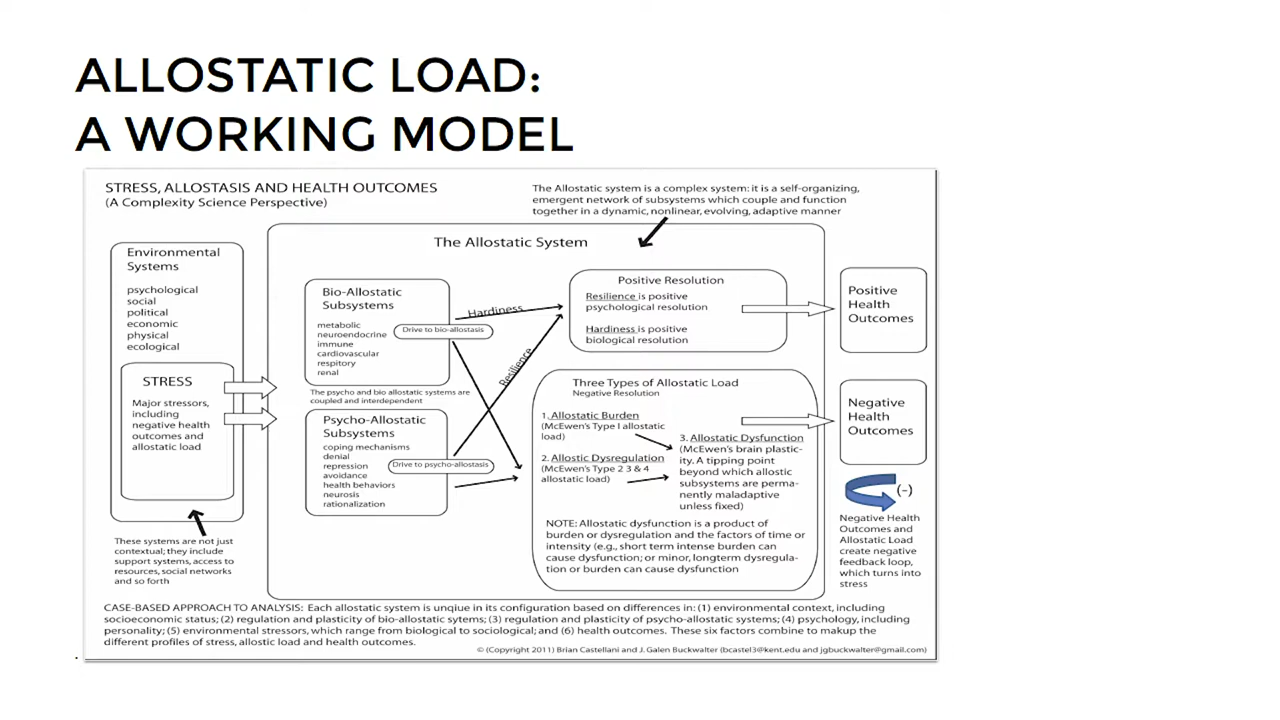 ALLOSTATIC LOAD:
A WORKING MODEL
STRESS, ALLOSTASIS AND HEALTH OUTCOMES
(A Complexity Science Perspective)
The Allostatic system is a complex system: it is a self-organizing,
emergent network of subsystems which couple and function
together in a dynamic, nonlinear, evolving, adaptive manner
Environmental
Systems
psychological
social
political
economic
physical
ecological
STRESS
Major stressors,
including
negative health
outcomes and
allostatic load
These systems are not just
contextual; they include
support systems, access to
resources, social networks
and so forth
The Allostatic System
Bio-Allostatic
Subsystems
metabolic
neuroendocrine
immune
cardiovascular
respitory
renal
Drive to bio-allostasis
The psycho and bio allostatic systems are
coupled and interdependent
Psycho-Allostatic
Subsystems
coping mechanisms
denial
repression
avoidance
health behaviors
neurosis
rationalization
Drive to psycho-allostasis
Hardiness
Resilience
Positive Resolution
Resilience is positive
psychological resolution
Hardiness is positive
biological resolution
Three Types of Allostatic Load
Negative Resolution
1. Allostatic Burden
(McEwen's Type I allostatic
load)
2. Allostic Dysregulation
(McEwen's Type 2 3 & 4
allostatic load)
3. Allostatic Dysfunction
(McEwen's brain plastic-
ity. A tipping point
beyond which allostic
subsystems are perma-
nently maladaptive
unless fixed)
NOTE: Allostatic dysfunction is a product of
burden or dysregulation and the factors of time or
intensity (e.g., short term intense burden can
cause dysfunction; or minor, longterm dysregula-
tion or burden can cause dysfunction
Positive
Health
Outcomes
Negative
Health
Outcomes
(-)
Negative Health
Outcomes and
Allostatic Load
create negative
feedback loop,
which turns into
stress
CASE-BASED APPROACH TO ANALYSIS: Each allostatic system is unqiue in its configuration based on differences in: (1) environmental context, including
socioeconomic status; (2) regulation and plasticity of bio-allostatic sytems; (3) regulation and plasticity of psycho-allostatic systems; (4) psychology, including
personality; (5) environmental stressors, which range from biological to sociological; and (6) health outcomes. These six factors combine to makup the
different profiles of stress, allostic load and health outcomes.
© (Copyright 2011) Brian Castellani and J. Galen Buckwalter (bcastel3@kent.edu and jgbuckwalter@gmail.com)
.